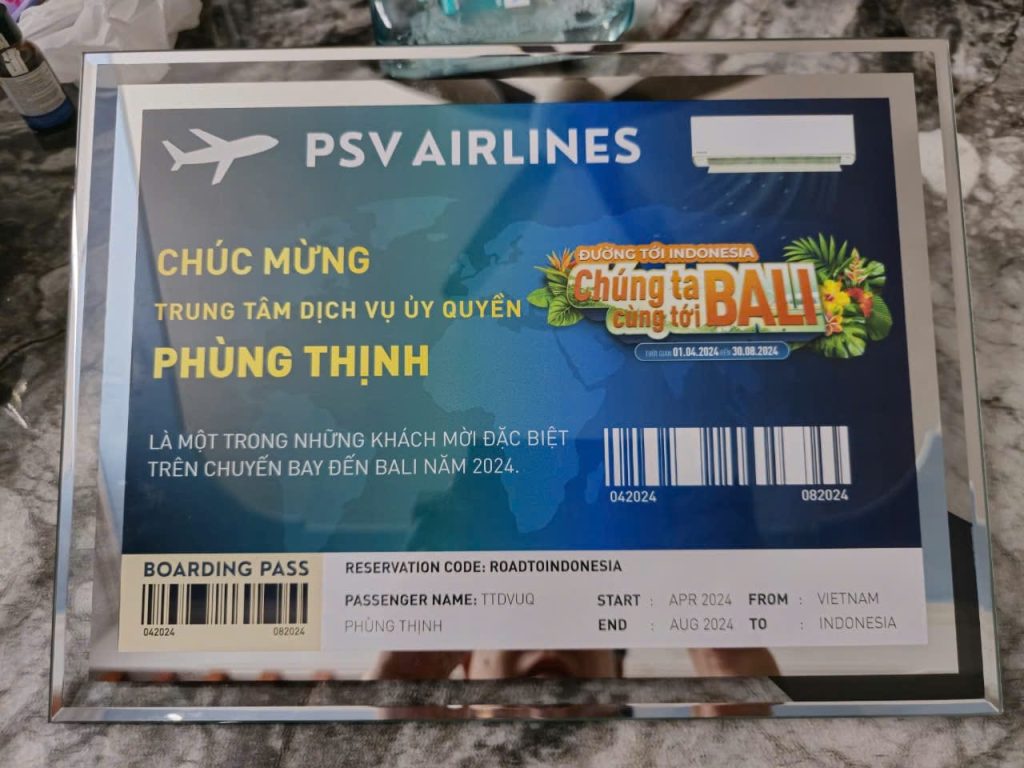 PSV AIRLINES
CHÚC MỪNG
TRUNG TÂM DỊCH VỤ ỦY QUYỀN
PHÙNG THỊNH
ĐƯỜNG TỚI INDONESIA
Chúng ta
cùng tới BALI
THỜI GIAN 01.04.2024 ĐẾN 30.08.2024
LÀ MỘT TRONG NHỮNG KHÁCH MỜI ĐẶC BIỆT
TRÊN CHUYẾN BAY ĐẾN BALI NĂM 2024.
042024 082024
BOARDING PASS
042024 082024
RESERVATION CODE: ROADTOINDONESIA
PASSENGER NAME: TTDVUQ
PHÙNG THỊNH
START : APR 2024 FROM : VIETNAM
END : AUG 2024 TO : INDONESIA